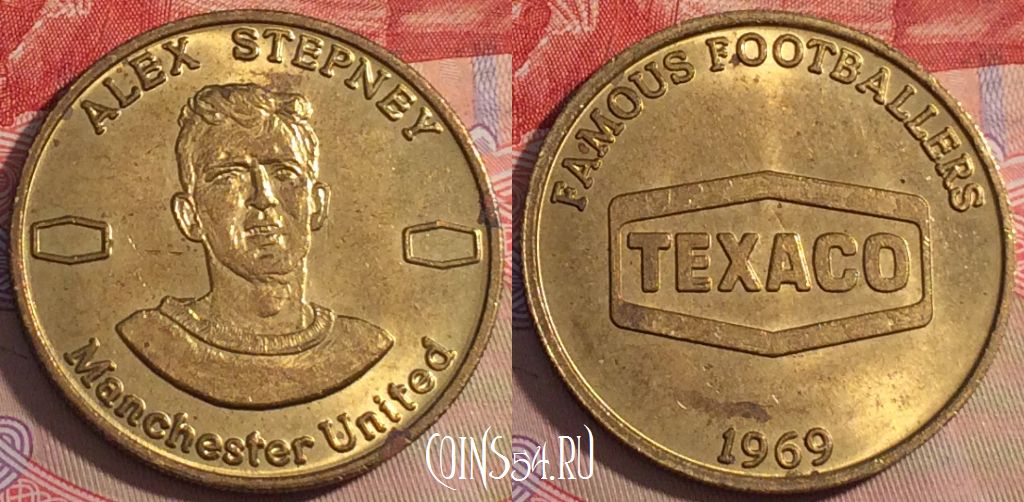 ALEX STEPNEY
Manchester United
FAMOUS FOOTBALLERS
TEXACO
1969
COINS54.RU